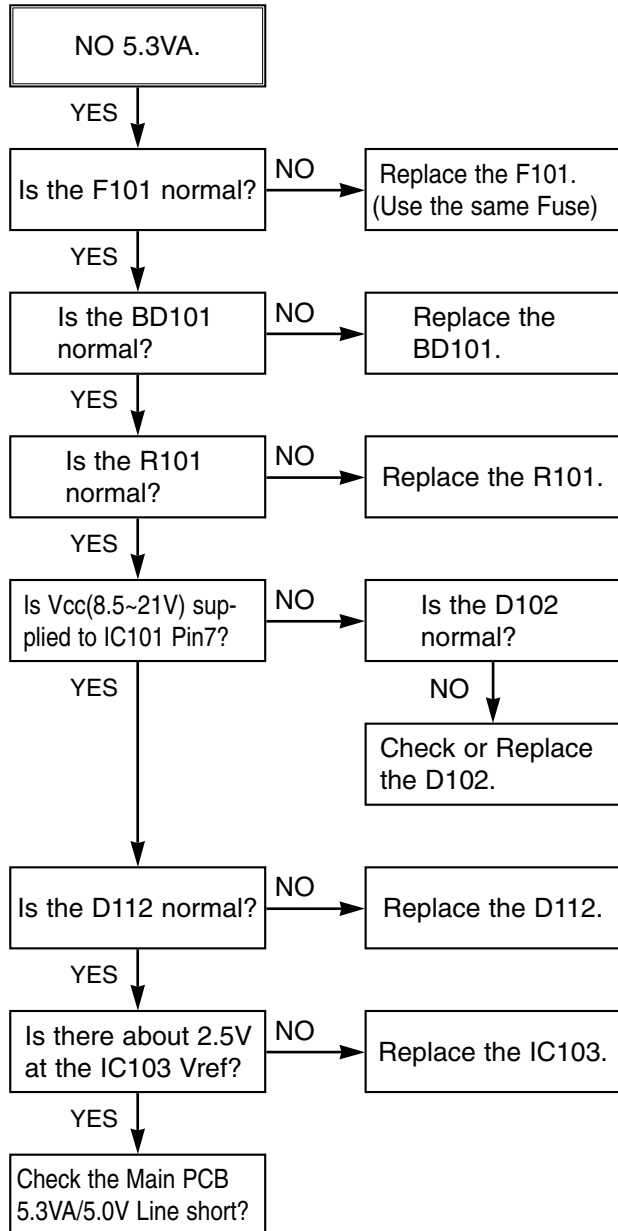 NO 5.3VA.
YES
Is the F101 normal?
NO
Replace the F101.
(Use the same Fuse)
YES
Is the BD101
normal?
NO
Replace the
BD101.
YES
Is the R101
normal?
NO
Replace the R101.
YES
Is Vcc(8.5~21V) sup-
plied to IC101 Pin7?
NO
Is the D102
normal?
NO
Check or Replace
the D102.
YES
Is the D112 normal?
NO
Replace the D112.
YES
Is there about 2.5V
at the IC103 Vref?
NO
Replace the IC103.
YES
Check the Main PCB
5.3VA/5.0V Line short?